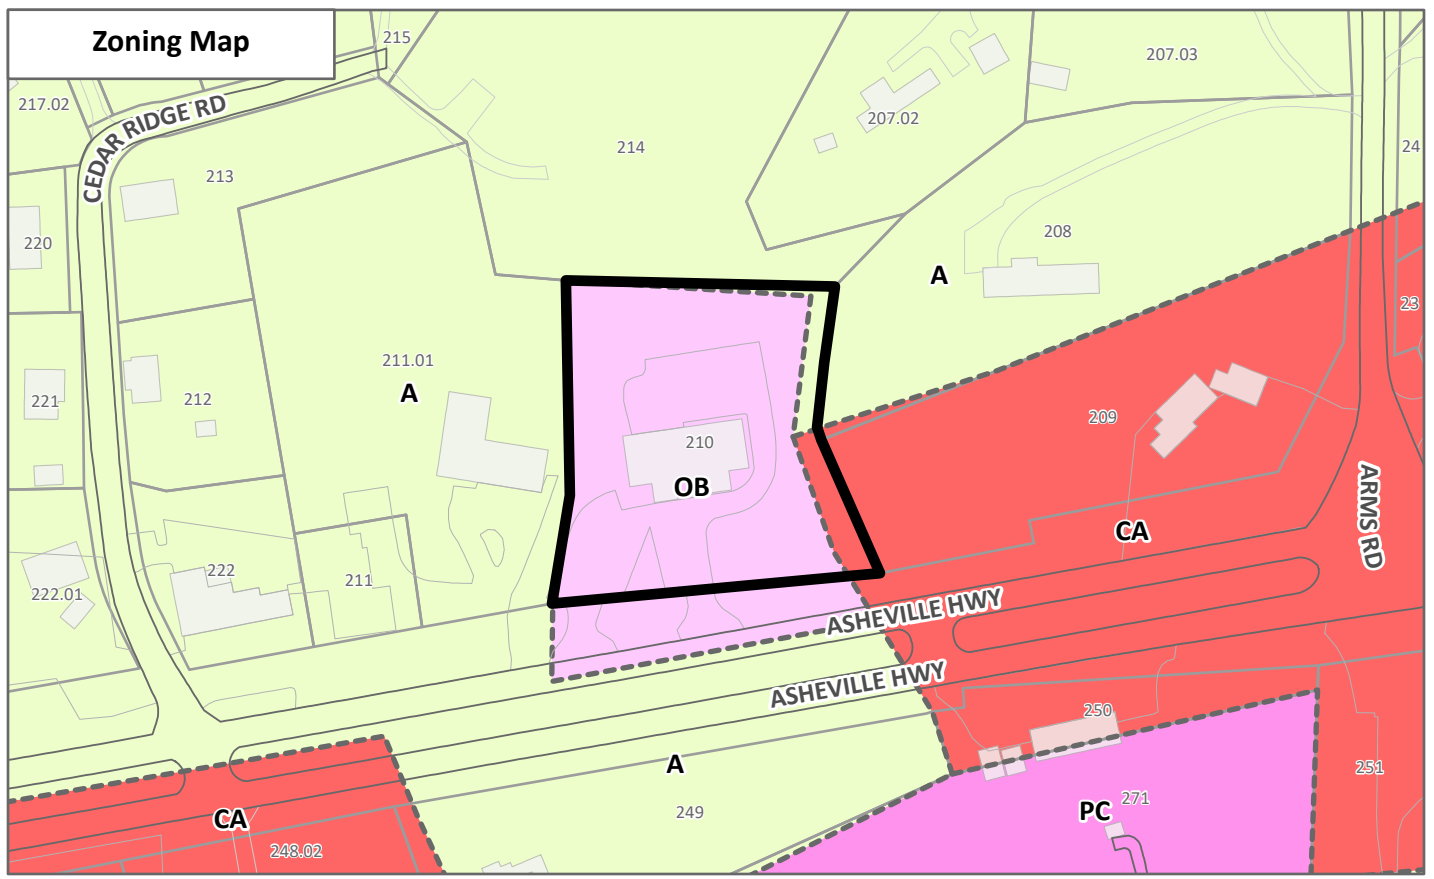 Zoning Map
215
207.03
217.02
CEDAR RIDGE RD
207.02
214
24
213
220
208
A
23
211.01
A
221
212
209
210
OB
ARMS RD
CA
222
211
222.01
ASHEVILLE HWY
ASHEVILLE HWY
250
A
251
PC
271
249
CA
248.02